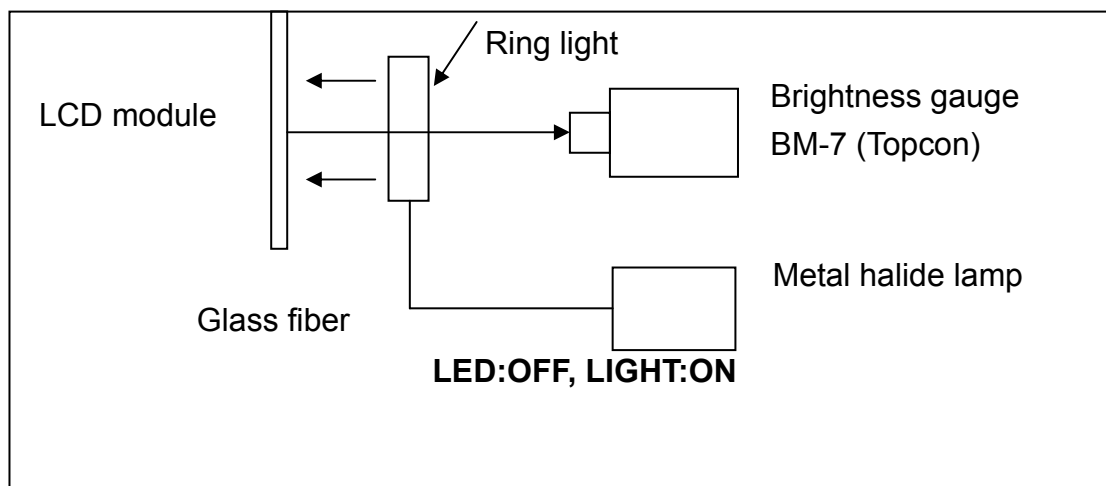 Ring light
LCD module
Brightness gauge
BM-7 (Topcon)
Metal halide lamp
Glass fiber
LED:OFF, LIGHT:ON